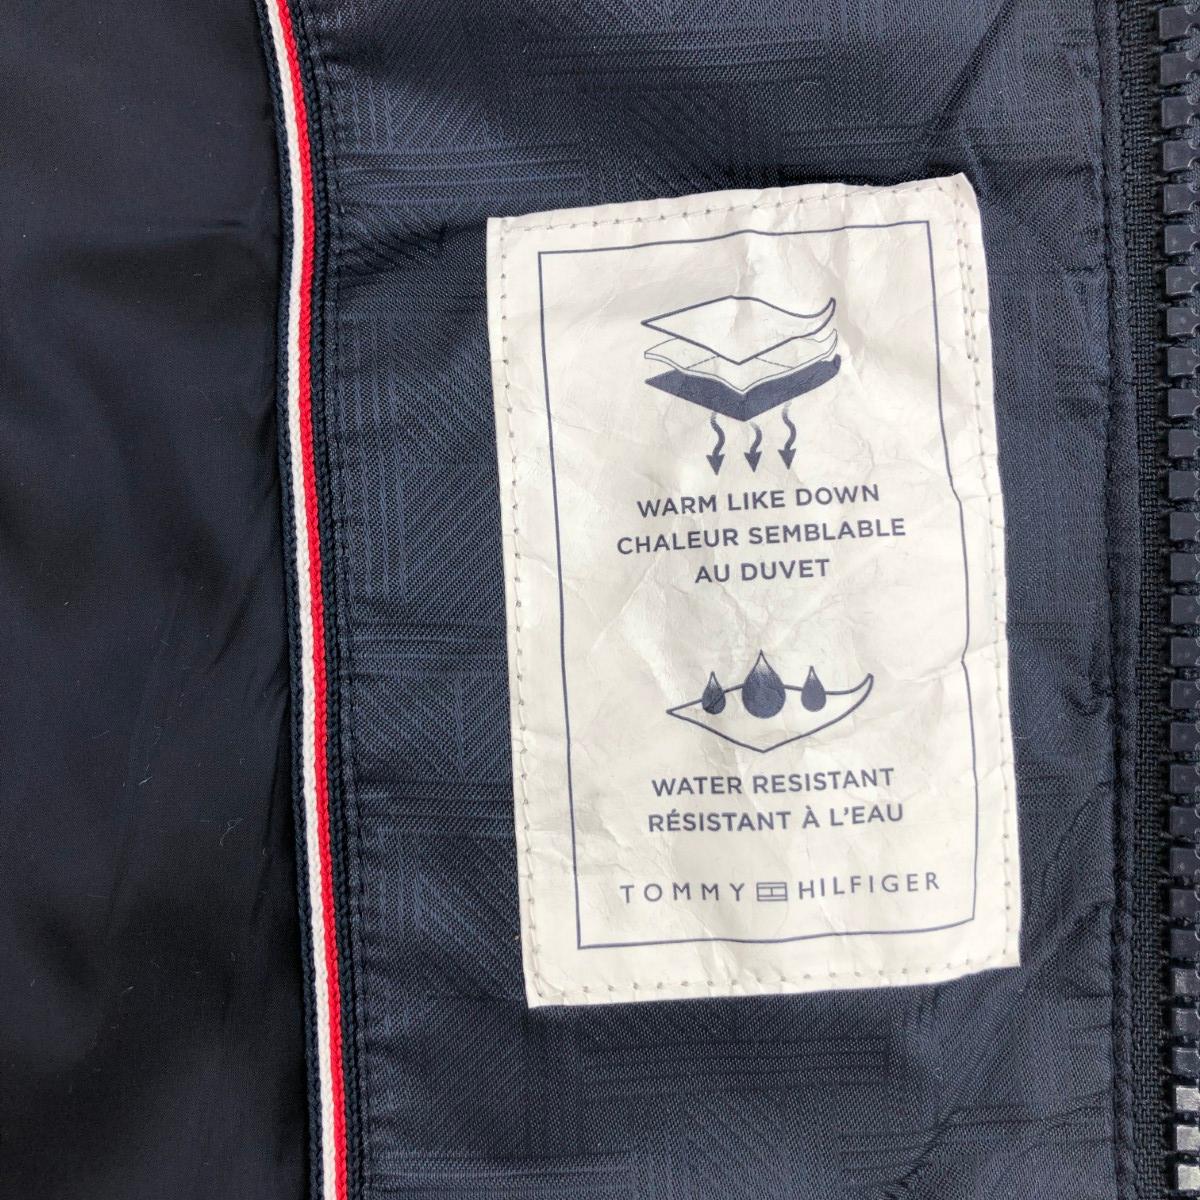 WARM LIKE DOWN
CHALEUR SEMBLABLE
AU DUVET
WATER RESISTANT
RÉSISTANT À L'EAU
TOMMY HILFIGER